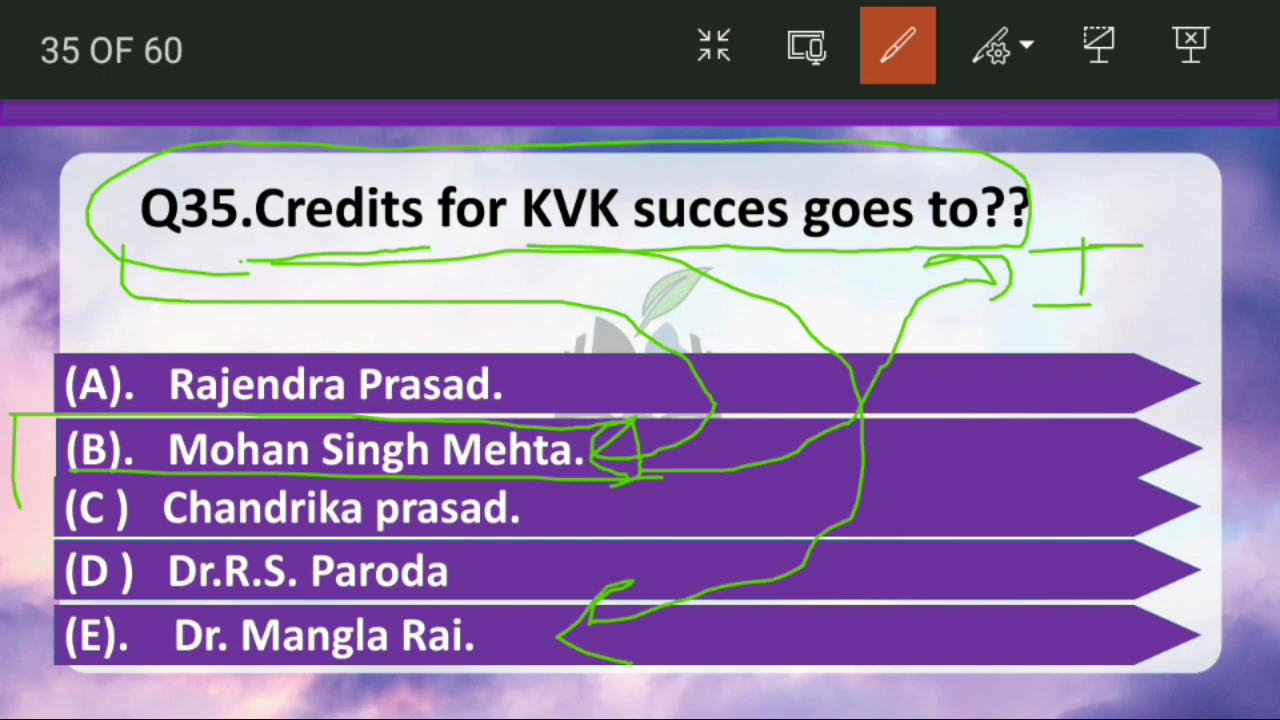 35 OF 60
Q35.Credits for KVK succes goes to??
(A). Rajendra Prasad.
(B). Mohan Singh Mehta.
(C ) Chandrika prasad.
(D ) Dr.R.S. Paroda
(E). Dr. Mangla Rai.